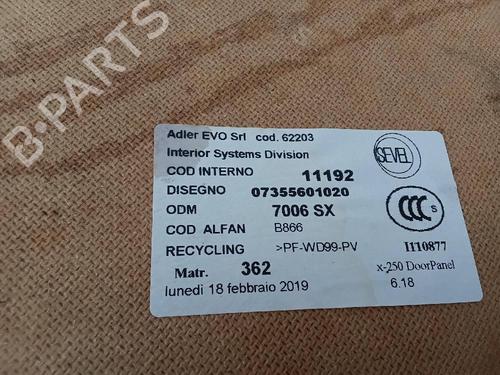 B-PARTS
Adler EVO Srl cod. 62203
Interior Systems Division
SEVEL
COD INTERNO 11192
DISEGNO 07355601020
ODM 7006 SX
CCC S
COD ALFAN B866
RECYCLING >PF-WD99-PV I110877
Matr. 362 x-250 DoorPanel
lunedi 18 febbraio 2019 6.18